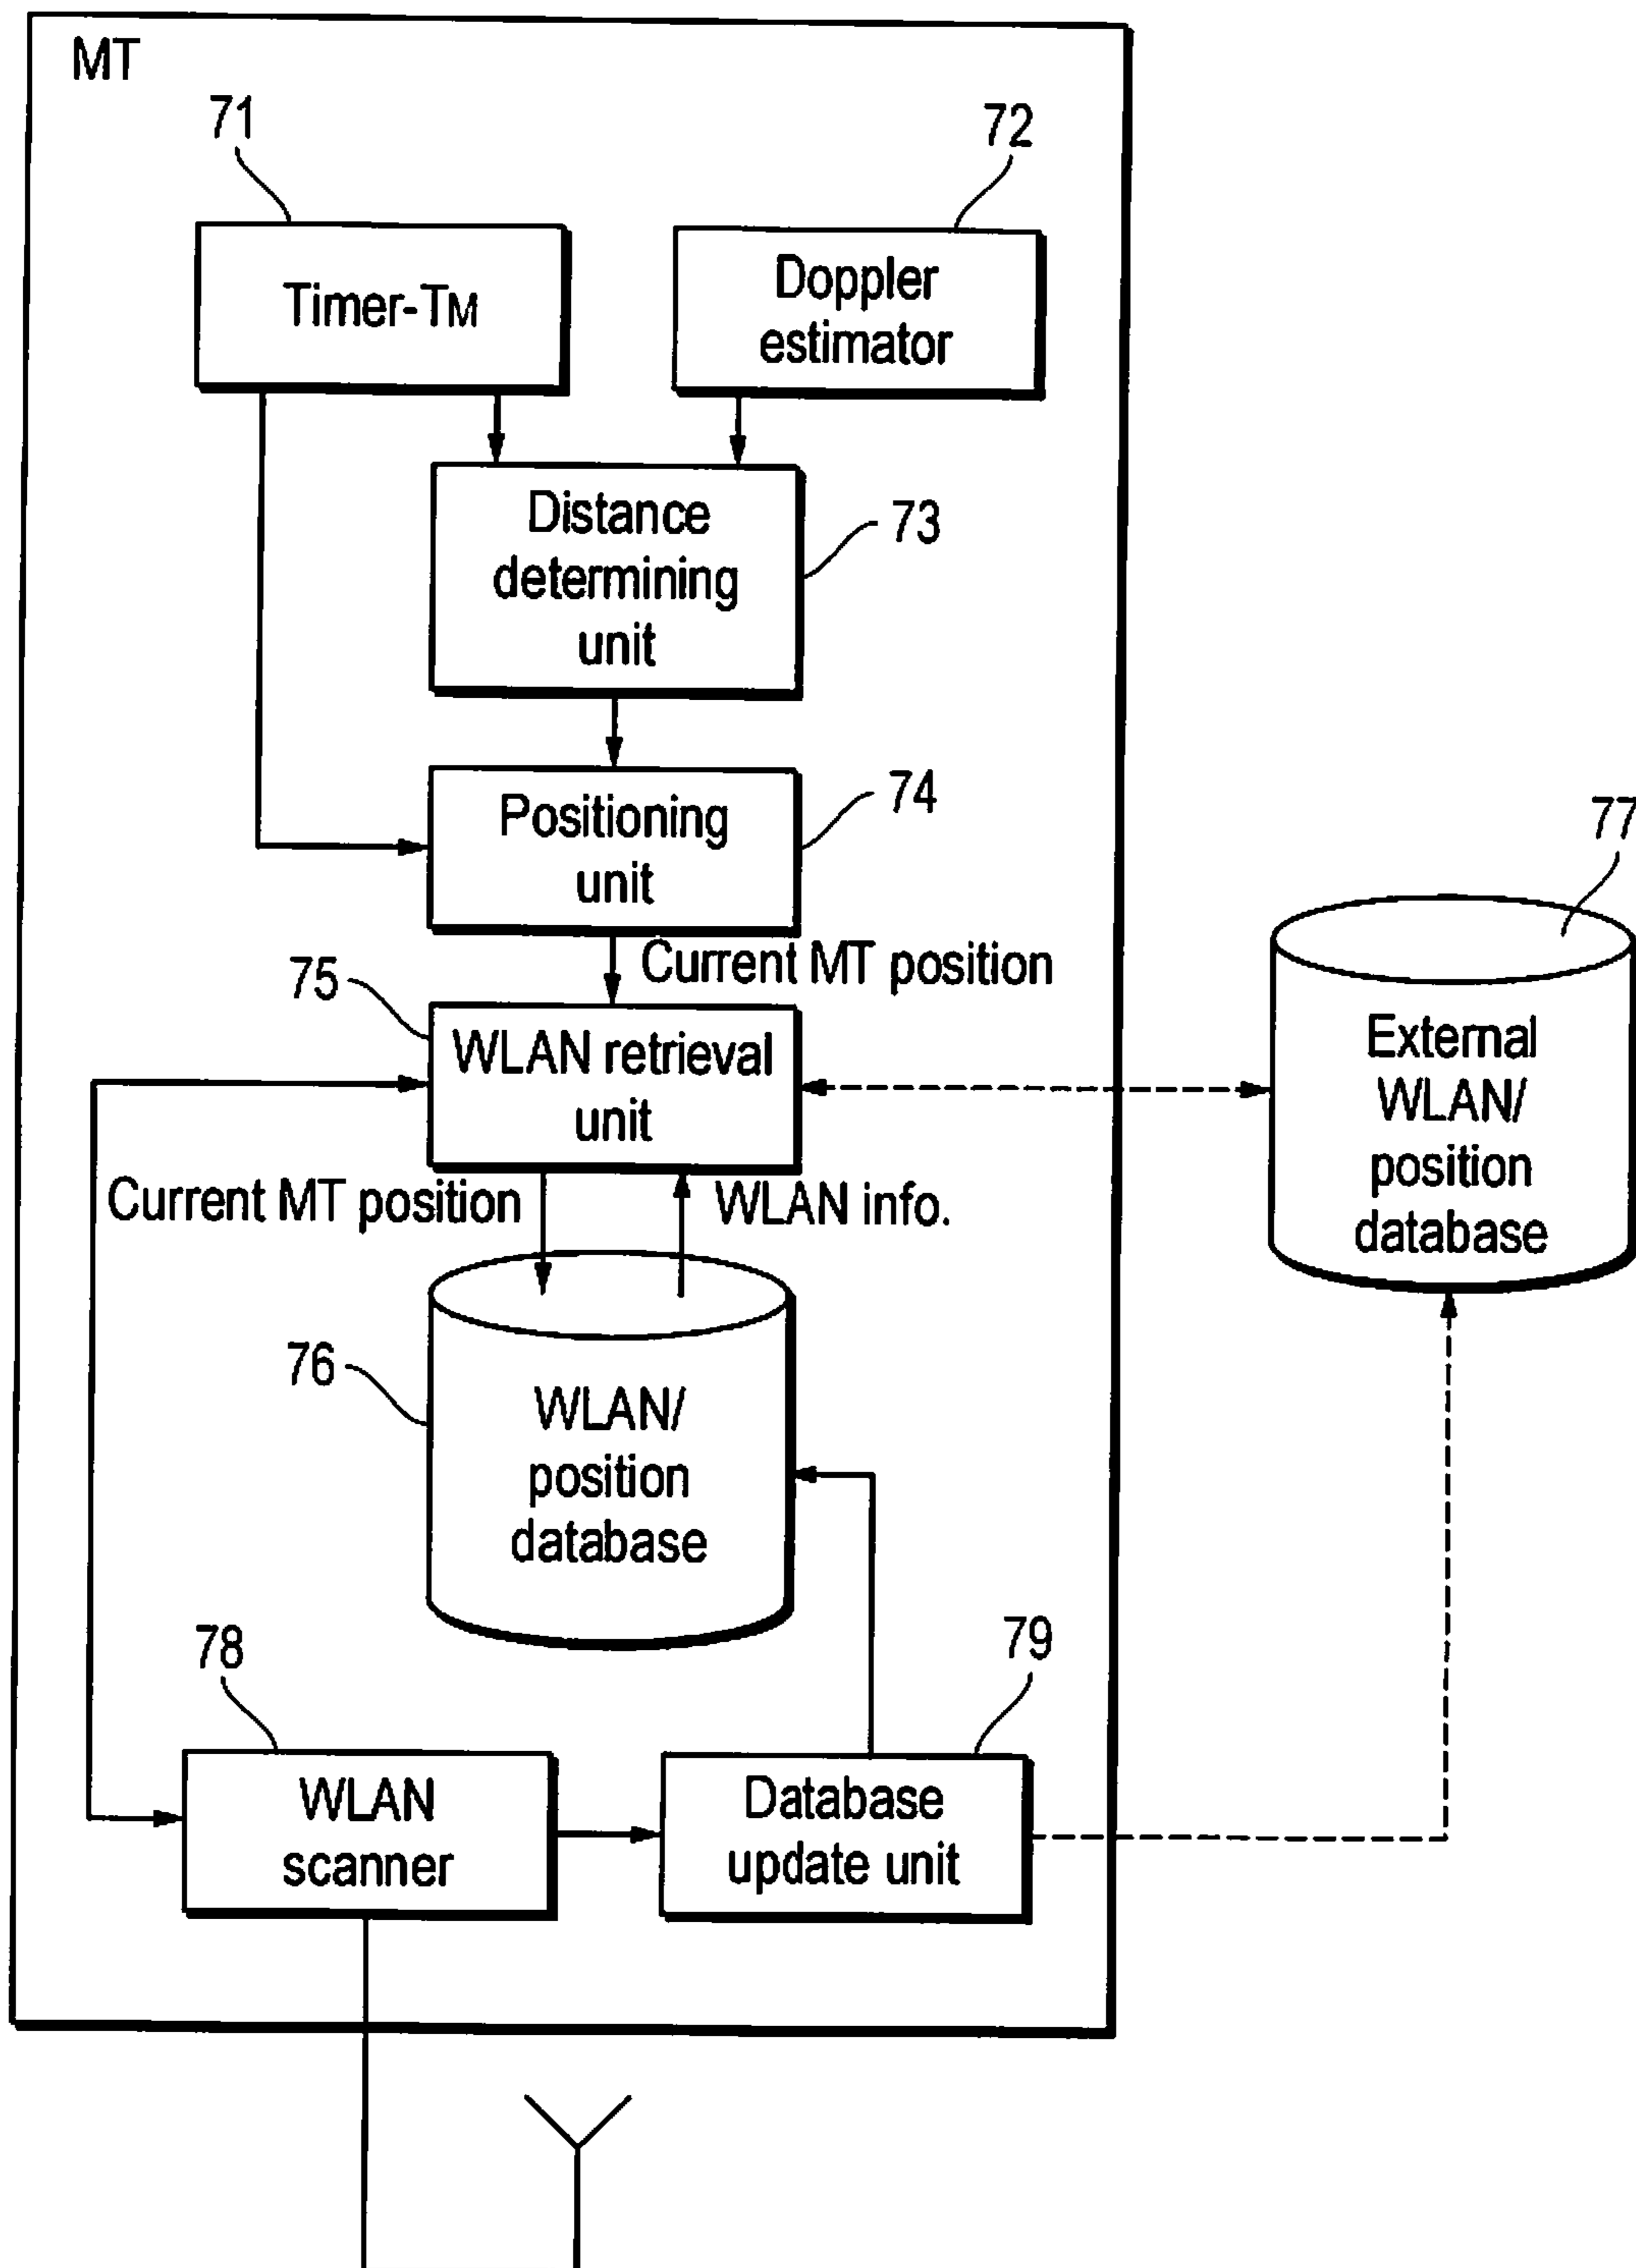 MT
71
72
Timer-TM
Doppler
estimator
Distance
determining
unit
73
Positioning
unit
74
77
Current MT position
75
WLAN retrieval
unit
External
WLAN/
position
database
Current MT position
WLAN info.
76
WLAN/
position
database
78
79
WLAN
scanner
Database
update unit